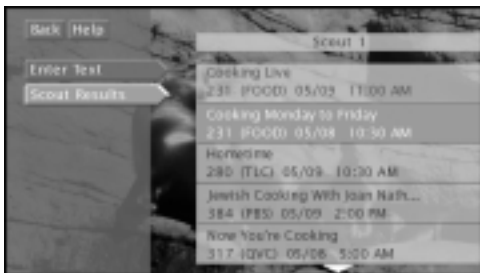 Back Help
Scout 1
Enter Text
Scout Results
Cooking Live
231 (FOOD) 05/09 11:00 AM
Cooking Monday to Friday
231 (FOOD) 05/08 10:30 AM
Hometime
280 (TLC) 05/09 10:30 AM
Jewish Cooking With Joan Nath...
384 (PBS) 05/09 2:00 PM
Now You're Cooking
317 (QVC) 05/08 5:00 AM